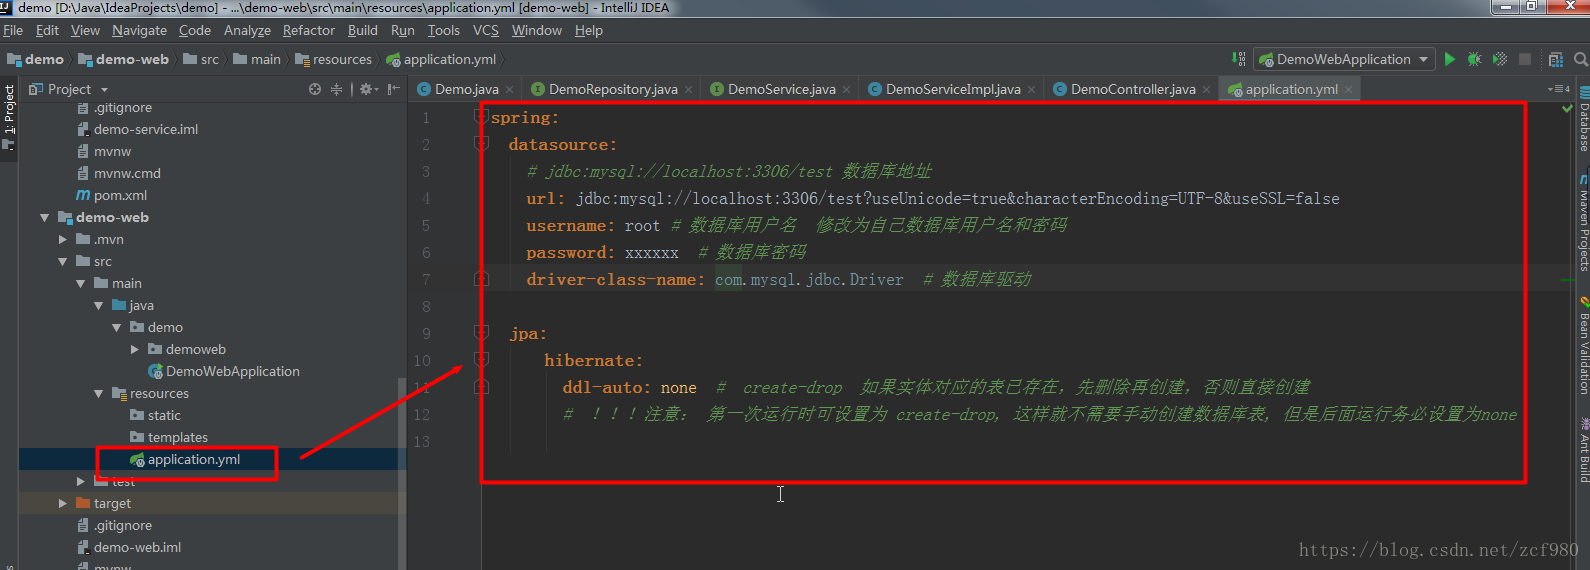 demo [D:\Java\IdeaProjects\demo] - ...\demo-web\src\main\resources\application.yml [demo-web] - IntelliJ IDEA
File Edit View Navigate Code Analyze Refactor Build Run Tools VCS Window Help
demo demo-web src main resources application.yml DemoWebApplication
Project
Demo.java DemoRepository.java DemoService.java DemoServiceImpl.java DemoController.java application.yml 4
1: Project
.gitignore
demo-service.iml
mvnw
mvnw.cmd
pom.xml
demo-web
.mvn
src
main
java
demo
demoweb
DemoWebApplication
resources
static
templates
application.yml
test
target
.gitignore
demo-web.iml
mvnw
1 spring:
2 datasource:
3 # jdbc:mysql://localhost:3306/test 数据库地址
4 url: jdbc:mysql://localhost:3306/test?useUnicode=true&characterEncoding=UTF-8&useSSL=false
5 username: root # 数据库用户名 修改为自己数据库用户名和密码
6 password: xxxxxx # 数据库密码
7 driver-class-name: com.mysql.jdbc.Driver # 数据库驱动
8
9 jpa:
10 hibernate:
11 ddl-auto: none # create-drop 如果实体对应的表已存在，先删除再创建，否则直接创建
12 # ！！！注意： 第一次运行时可设置为 create-drop, 这样就不需要手动创建数据库表, 但是后面运行务必设置为none
13
Database
Maven Projects
Bean Validation
Ant Build
https://blog.csdn.net/zcf980